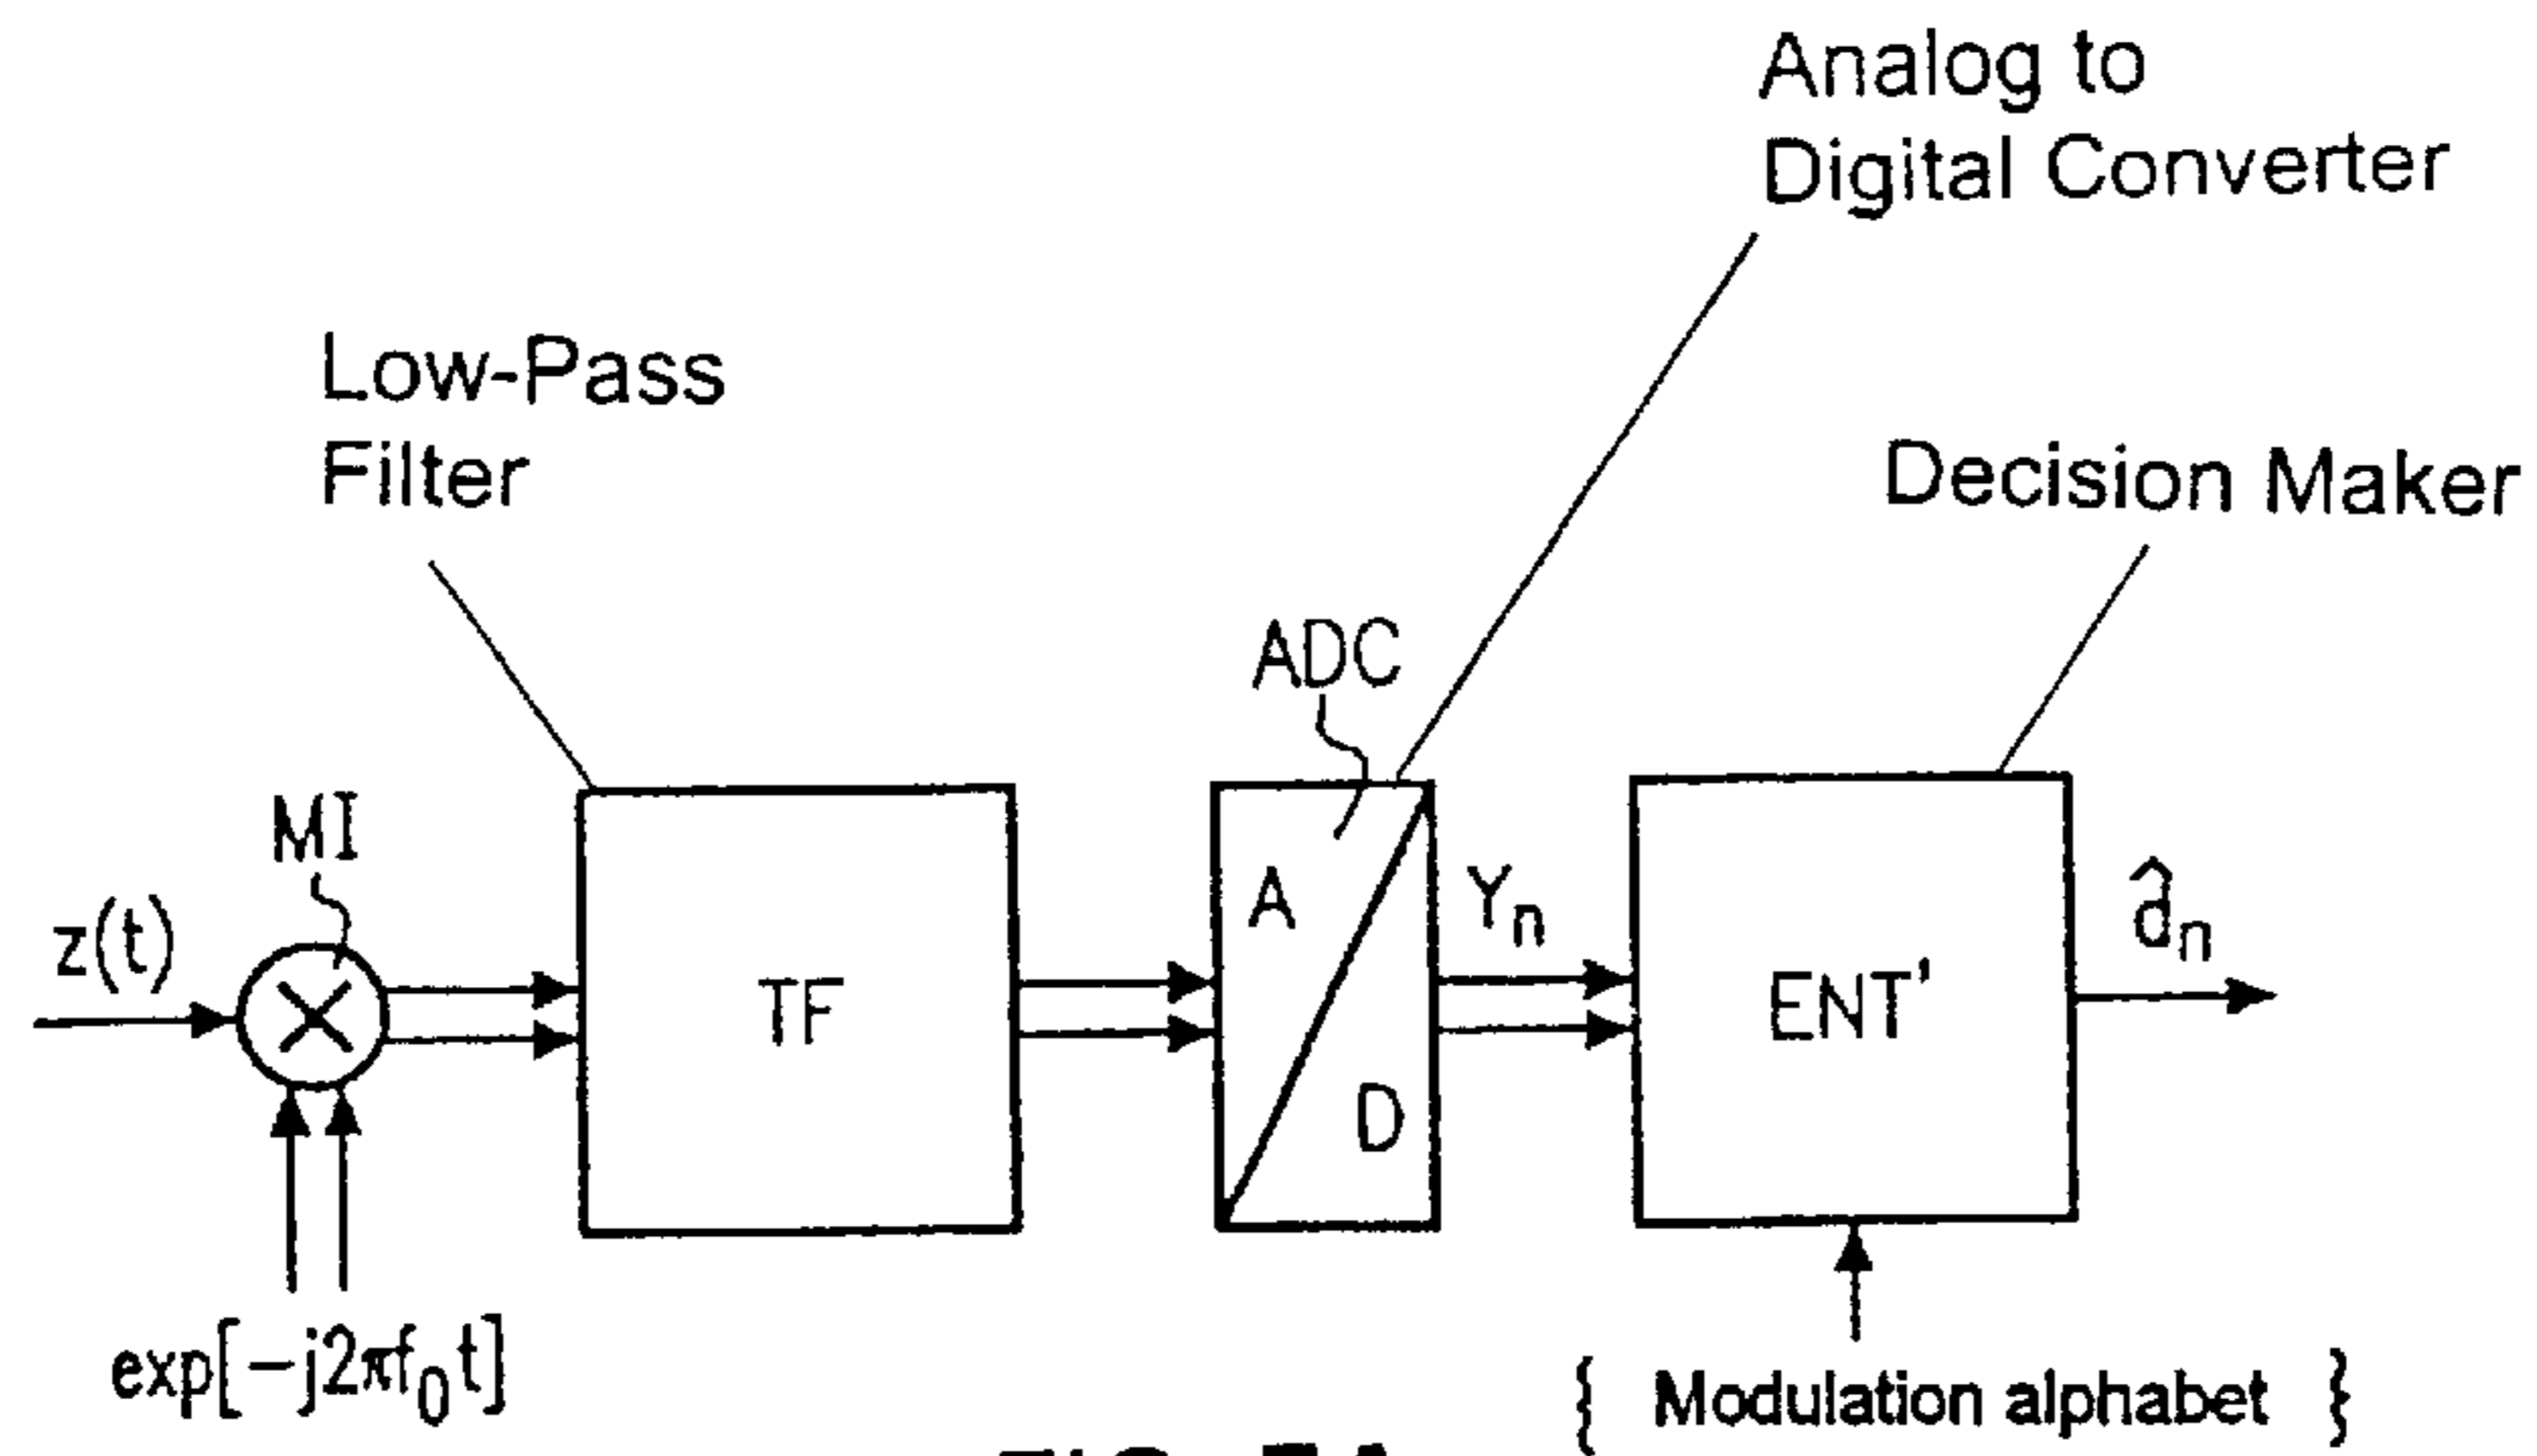 Analog to
Digital Converter
Low-Pass
Filter
Decision Maker
ADC
MI
z(t)
TF
A
D
Yₙ
ENT'
âₙ
exp[−j2πf₀t]
{ Modulation alphabet }